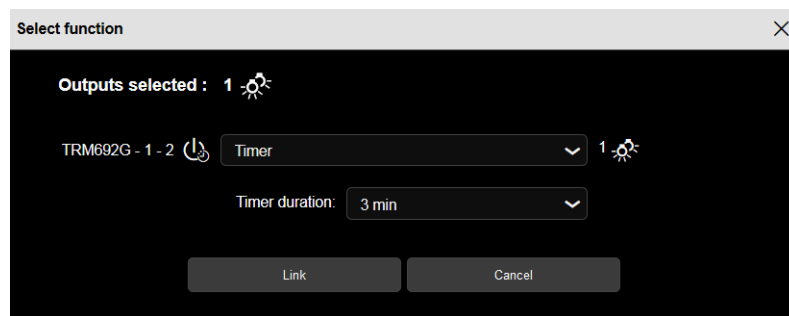 Select function
Outputs selected : 1
TRM692G - 1 - 2 Timer 1
Timer duration: 3 min
Link Cancel